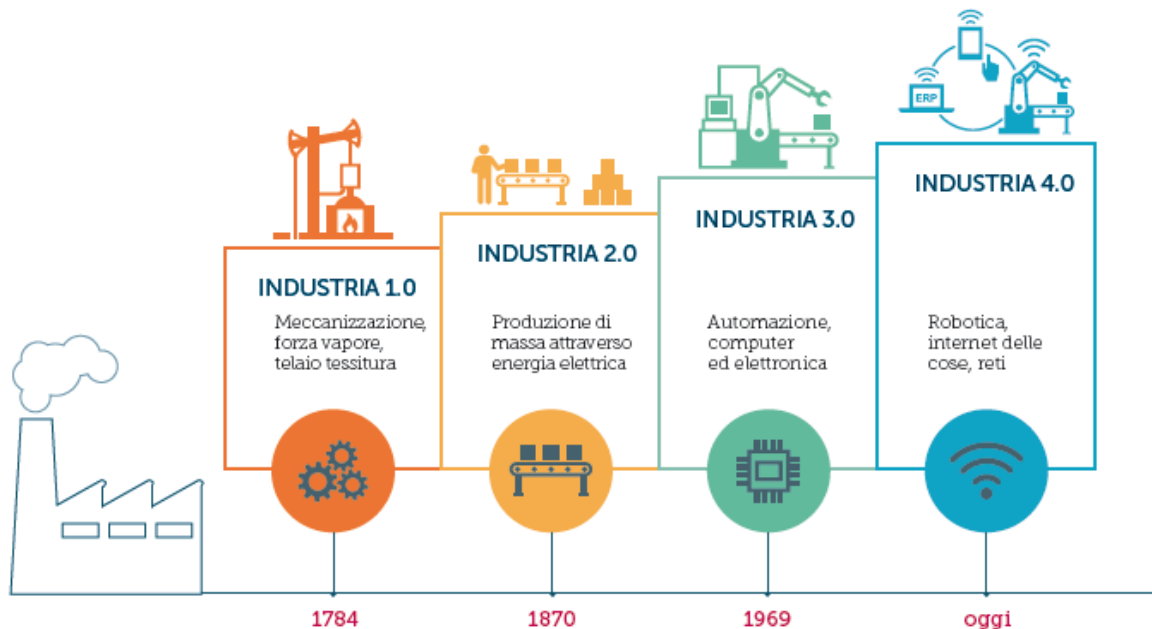 ERP
INDUSTRIA 1.0
Meccanizzazione,
forza vapore,
telaio tessitura
INDUSTRIA 2.0
Produzione di
massa attraverso
energia elettrica
INDUSTRIA 3.0
Automazione,
computer
ed elettronica
INDUSTRIA 4.0
Robotica,
internet delle
cose, reti
1784
1870
1969
oggi